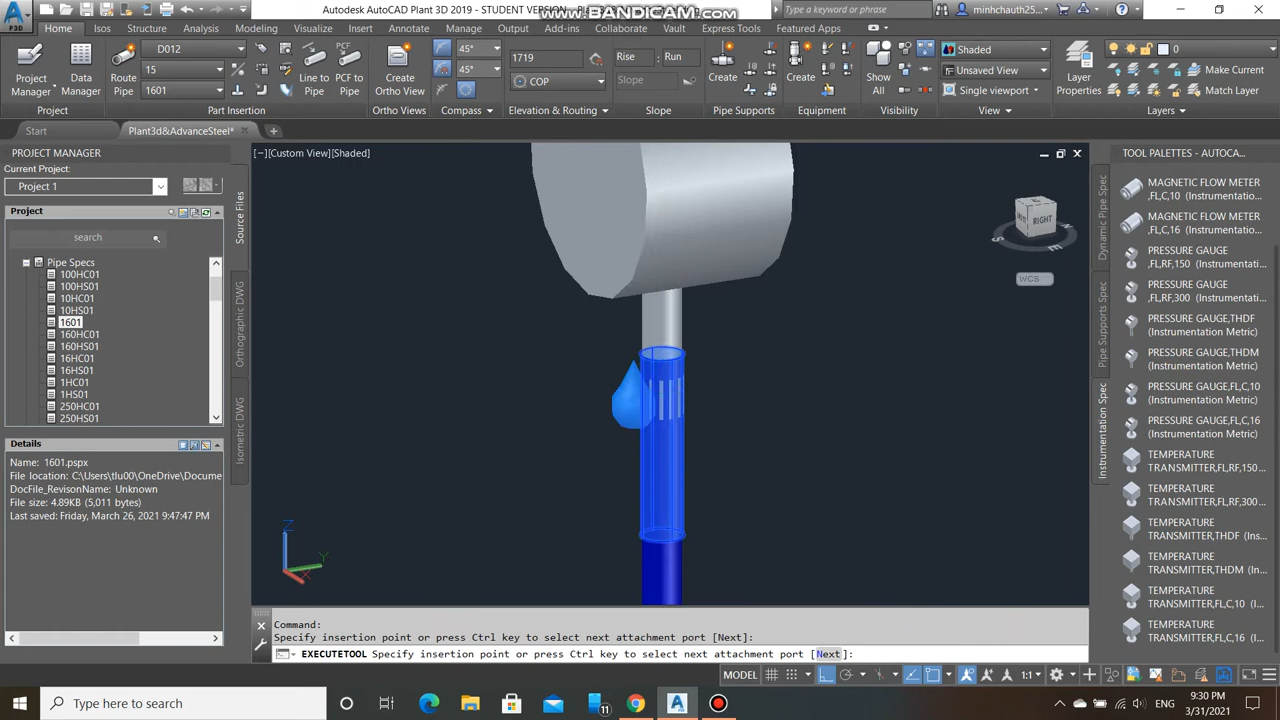 Autodesk AutoCAD Plant 3D 2019 - STUDENT VERSION
www.BANDICAM.com
Type a keyword or phrase
minhchauth25...
P3D
Home
Isos
Structure
Analysis
Modeling
Visualize
Insert
Annotate
Manage
Output
Add-ins
Collaborate
Vault
Express Tools
Featured Apps
Project Manager
Data Manager
Route Pipe
D012
15
1601
Line to Pipe
PCF to Pipe
Create Ortho View
45°
45°
1719
COP
Rise : Run
Slope
Create
Create
Show All
Shaded
Unsaved View
Single viewport
Layer Properties
0
Make Current
Match Layer
Project
Part Insertion
Ortho Views
Compass
Elevation & Routing
Slope
Pipe Supports
Equipment
Visibility
View
Layers
Start
Plant3d&AdvanceSteel*
PROJECT MANAGER
Current Project:
Project 1
Project
search
Pipe Specs
100HC01
100HS01
10HC01
10HS01
1601
160HC01
160HS01
16HC01
16HS01
1HC01
1HS01
250HC01
250HS01
Details
Name: 1601.pspx
File location: C:\Users\tlu00\OneDrive\Docume
DocFile_RevisonName: Unknown
File size: 4.89KB (5,011 bytes)
Last saved: Friday, March 26, 2021 9:47:47 PM
Source Files
Orthographic DWG
Isometric DWG
[−][Custom View][Shaded]
RIGHT
S
E
WCS
Z
Y
X
TOOL PALETTES - AUTOCA...
Dynamic Pipe Spec
Pipe Supports Spec
Instrumentation Spec
MAGNETIC FLOW METER
,FL,C,10 (Instrumentatio...
MAGNETIC FLOW METER
,FL,C,16 (Instrumentatio...
PRESSURE GAUGE
,FL,RF,150 (Instrumentati...
PRESSURE GAUGE
,FL,RF,300 (Instrumentati...
PRESSURE GAUGE,THDF
(Instrumentation Metric)
PRESSURE GAUGE,THDM
(Instrumentation Metric)
PRESSURE GAUGE,FL,C,10
(Instrumentation Metric)
PRESSURE GAUGE,FL,C,16
(Instrumentation Metric)
TEMPERATURE
TRANSMITTER,FL,RF,150...
TEMPERATURE
TRANSMITTER,FL,RF,300...
TEMPERATURE
TRANSMITTER,THDF (Ins...
TEMPERATURE
TRANSMITTER,THDM (In...
TEMPERATURE
TRANSMITTER,FL,C,10 (I...
TEMPERATURE
TRANSMITTER,FL,C,16 (I...
Command:
Specify insertion point or press Ctrl key to select next attachment port [Next]:
EXECUTETOOL Specify insertion point or press Ctrl key to select next attachment port [Next]:
MODEL
1:1
Type here to search
11
ENG
9:30 PM
3/31/2021